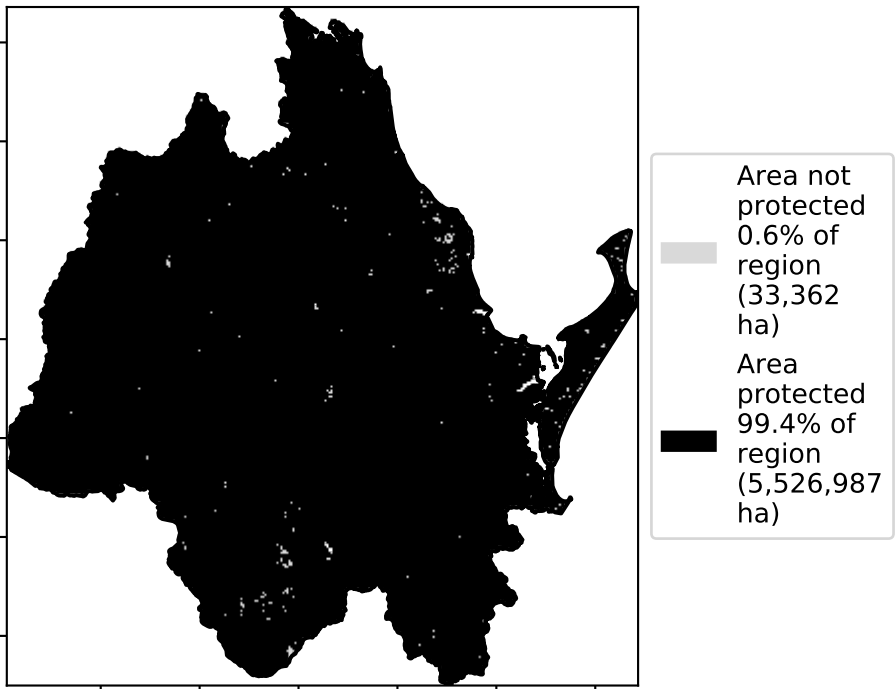 Area not
protected
0.6% of
region
(33,362
ha)
Area
protected
99.4% of
region
(5,526,987
ha)